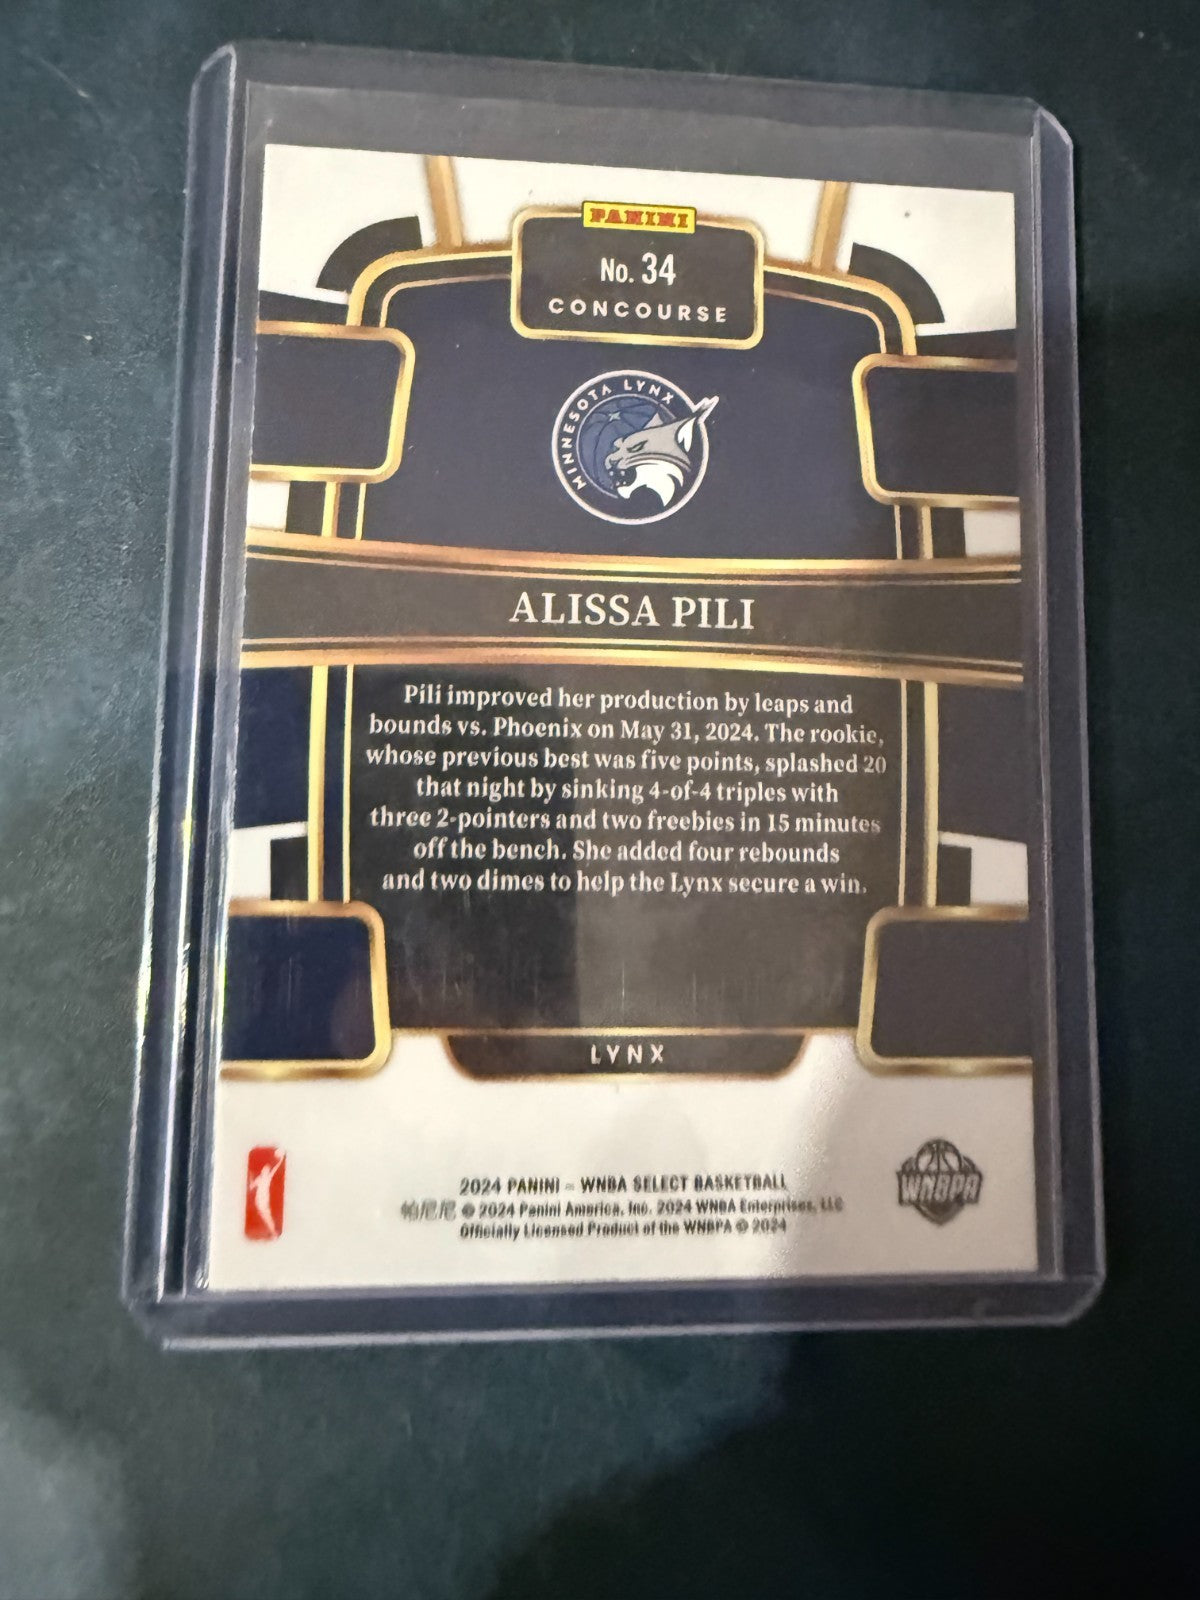 PANINI
No. 34
CONCOURSE
MINNESOTA LYNX
ALISSA PILI
Pili improved her production by leaps and
bounds vs. Phoenix on May 31, 2024. The rookie,
whose previous best was five points, splashed 20
that night by sinking 4-of-4 triples with
three 2-pointers and two freebies in 15 minutes
off the bench. She added four rebounds
and two dimes to help the Lynx secure a win.
LYNX
2024 PANINI – WNBA SELECT BASKETBALL
帕尼尼 © 2024 Panini America, Inc. 2024 WNBA Enterprises, LLC
Officially Licensed Product of the WNBPA © 2024
WNBPA